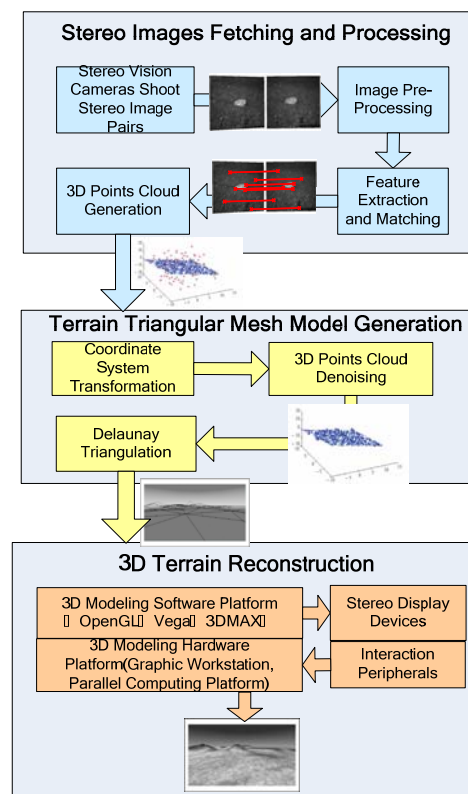 Stereo Images Fetching and Processing
Stereo Vision
Cameras Shoot
Stereo Image
Pairs
Image Pre-
Processing
3D Points Cloud
Generation
Feature
Extraction
and Matching
Terrain Triangular Mesh Model Generation
Coordinate
System
Transformation
3D Points Cloud
Denoising
Delaunay
Triangulation
3D Terrain Reconstruction
3D Modeling Software Platform
▯ OpenGL▯ Vega▯ 3DMAX▯
Stereo Display
Devices
3D Modeling Hardware
Platform(Graphic Workstation,
Parallel Computing Platform)
Interaction
Peripherals